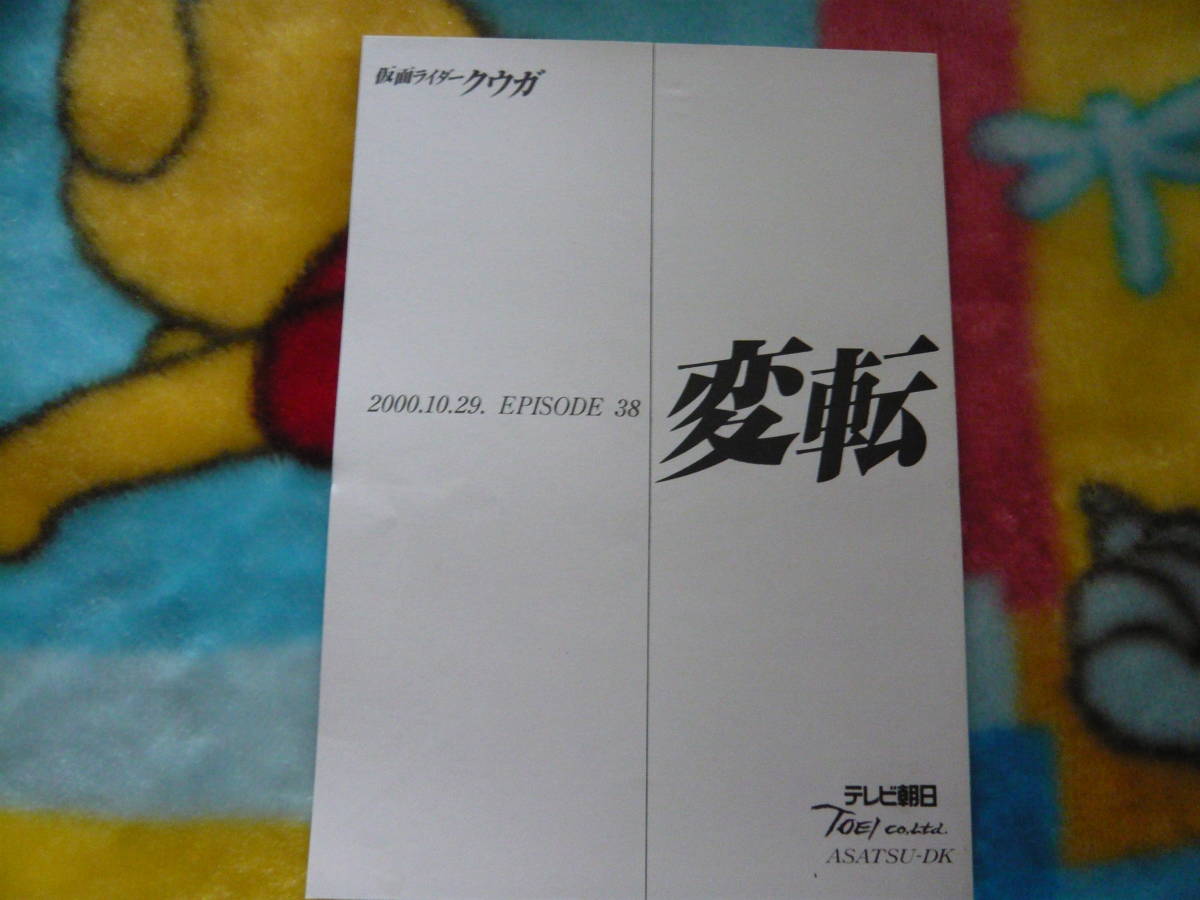 仮面ライダークウガ
2000.10.29. EPISODE 38
変転
テレビ朝日
TOEI CO., Ltd.
ASATSU-DK